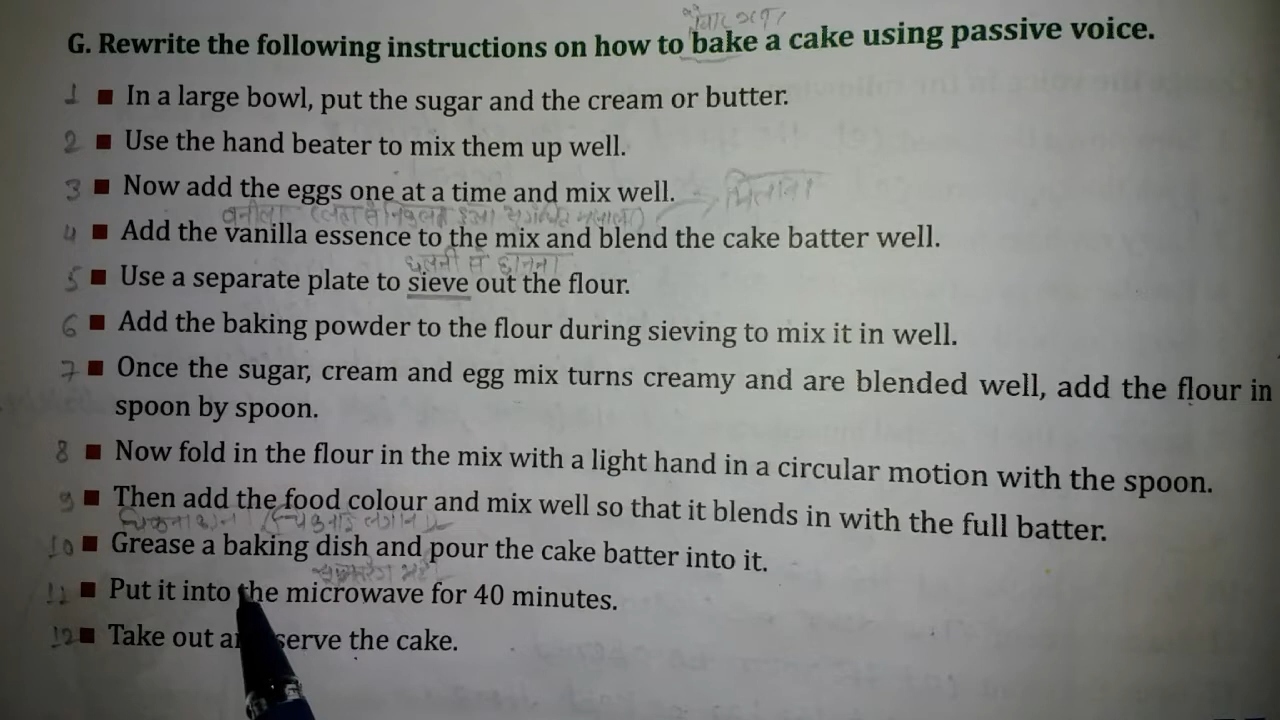 G. Rewrite the following instructions on how to bake a cake using passive voice.
1 ■ In a large bowl, put the sugar and the cream or butter.
2 ■ Use the hand beater to mix them up well.
3 ■ Now add the eggs one at a time and mix well. मिलाना
वनीला
4 ■ Add the vanilla essence to the mix and blend the cake batter well.
से छानना
5 ■ Use a separate plate to sieve out the flour.
6 ■ Add the baking powder to the flour during sieving to mix it in well.
7 ■ Once the sugar, cream and egg mix turns creamy and are blended well, add the flour in
spoon by spoon.
8 ■ Now fold in the flour in the mix with a light hand in a circular motion with the spoon.
9 ■ Then add the food colour and mix well so that it blends in with the full batter.
10 ■ Grease a baking dish and pour the cake batter into it.
11 ■ Put it into the microwave for 40 minutes.
12 ■ Take out serve the cake.